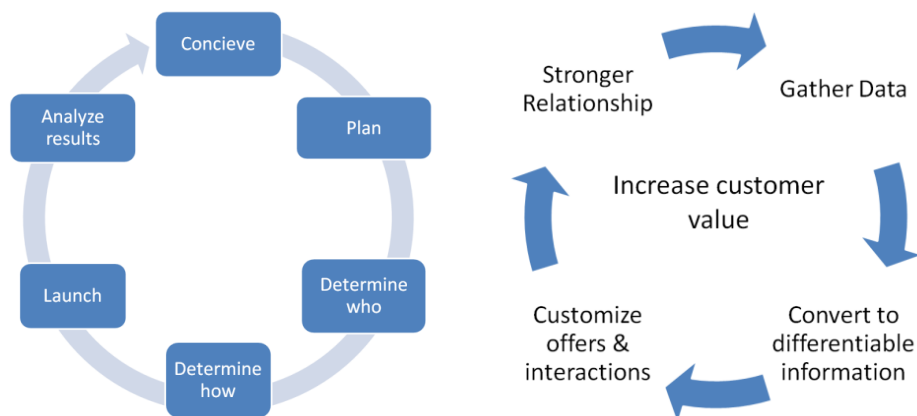 Concieve
Plan
Determine
who
Determine
how
Launch
Analyze
results
Stronger
Relationship
Gather Data
Increase customer
value
Convert to
differentiable
information
Customize
offers &
interactions